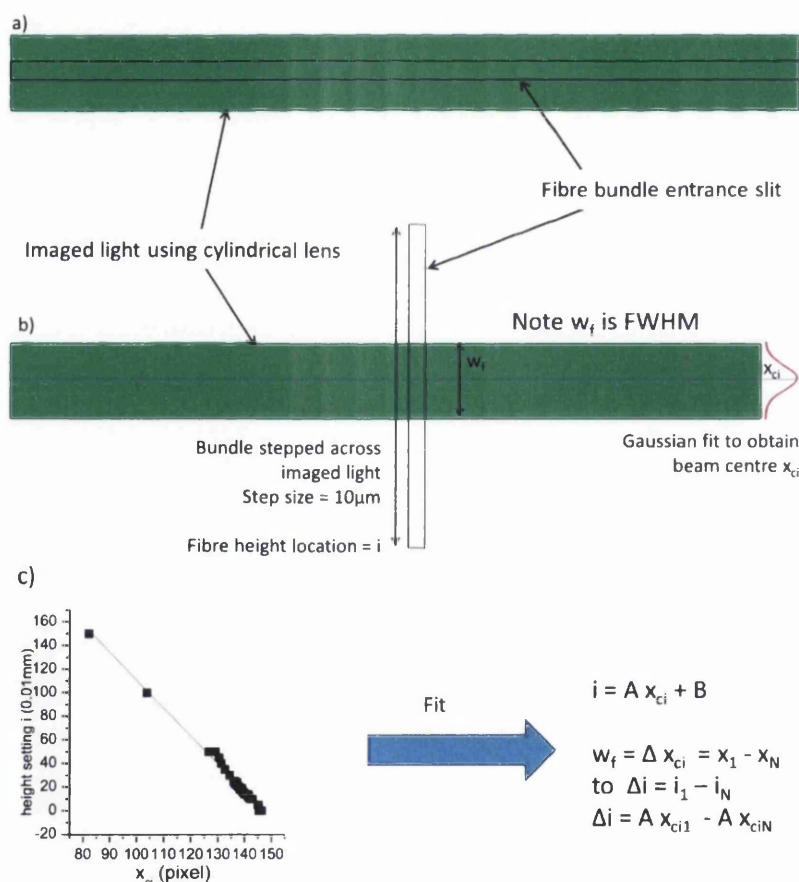 a)
Fibre bundle entrance slit
Imaged light using cylindrical lens
b)
Note w_f is FWHM
w_f
x_ci
Bundle stepped across
imaged light
Step size = 10µm
Gaussian fit to obtain
beam centre x_ci
Fibre height location = i
c)
height setting i (0.01mm)
160
140
120
100
80
60
40
20
0
-20
80 90 100 110 120 130 140 150
(pixel)
Fit
i = A x_ci + B
w_f = Δ x_ci = x_1 - x_N
to Δi = i_1 – i_N
Δi = A x_ci1 - A x_ciN